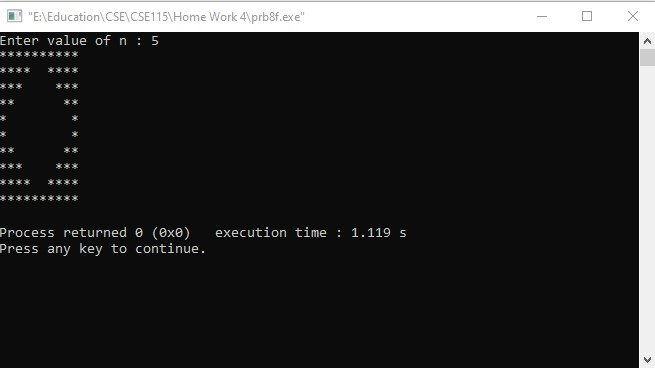 "E:\Education\CSE\CSE115\Home Work 4\prb8f.exe"
Enter value of n : 5
**********
****  ****
***    ***
**      **
*        *
*        *
**      **
***    ***
****  ****
**********
Process returned 0 (0x0)   execution time : 1.119 s
Press any key to continue.